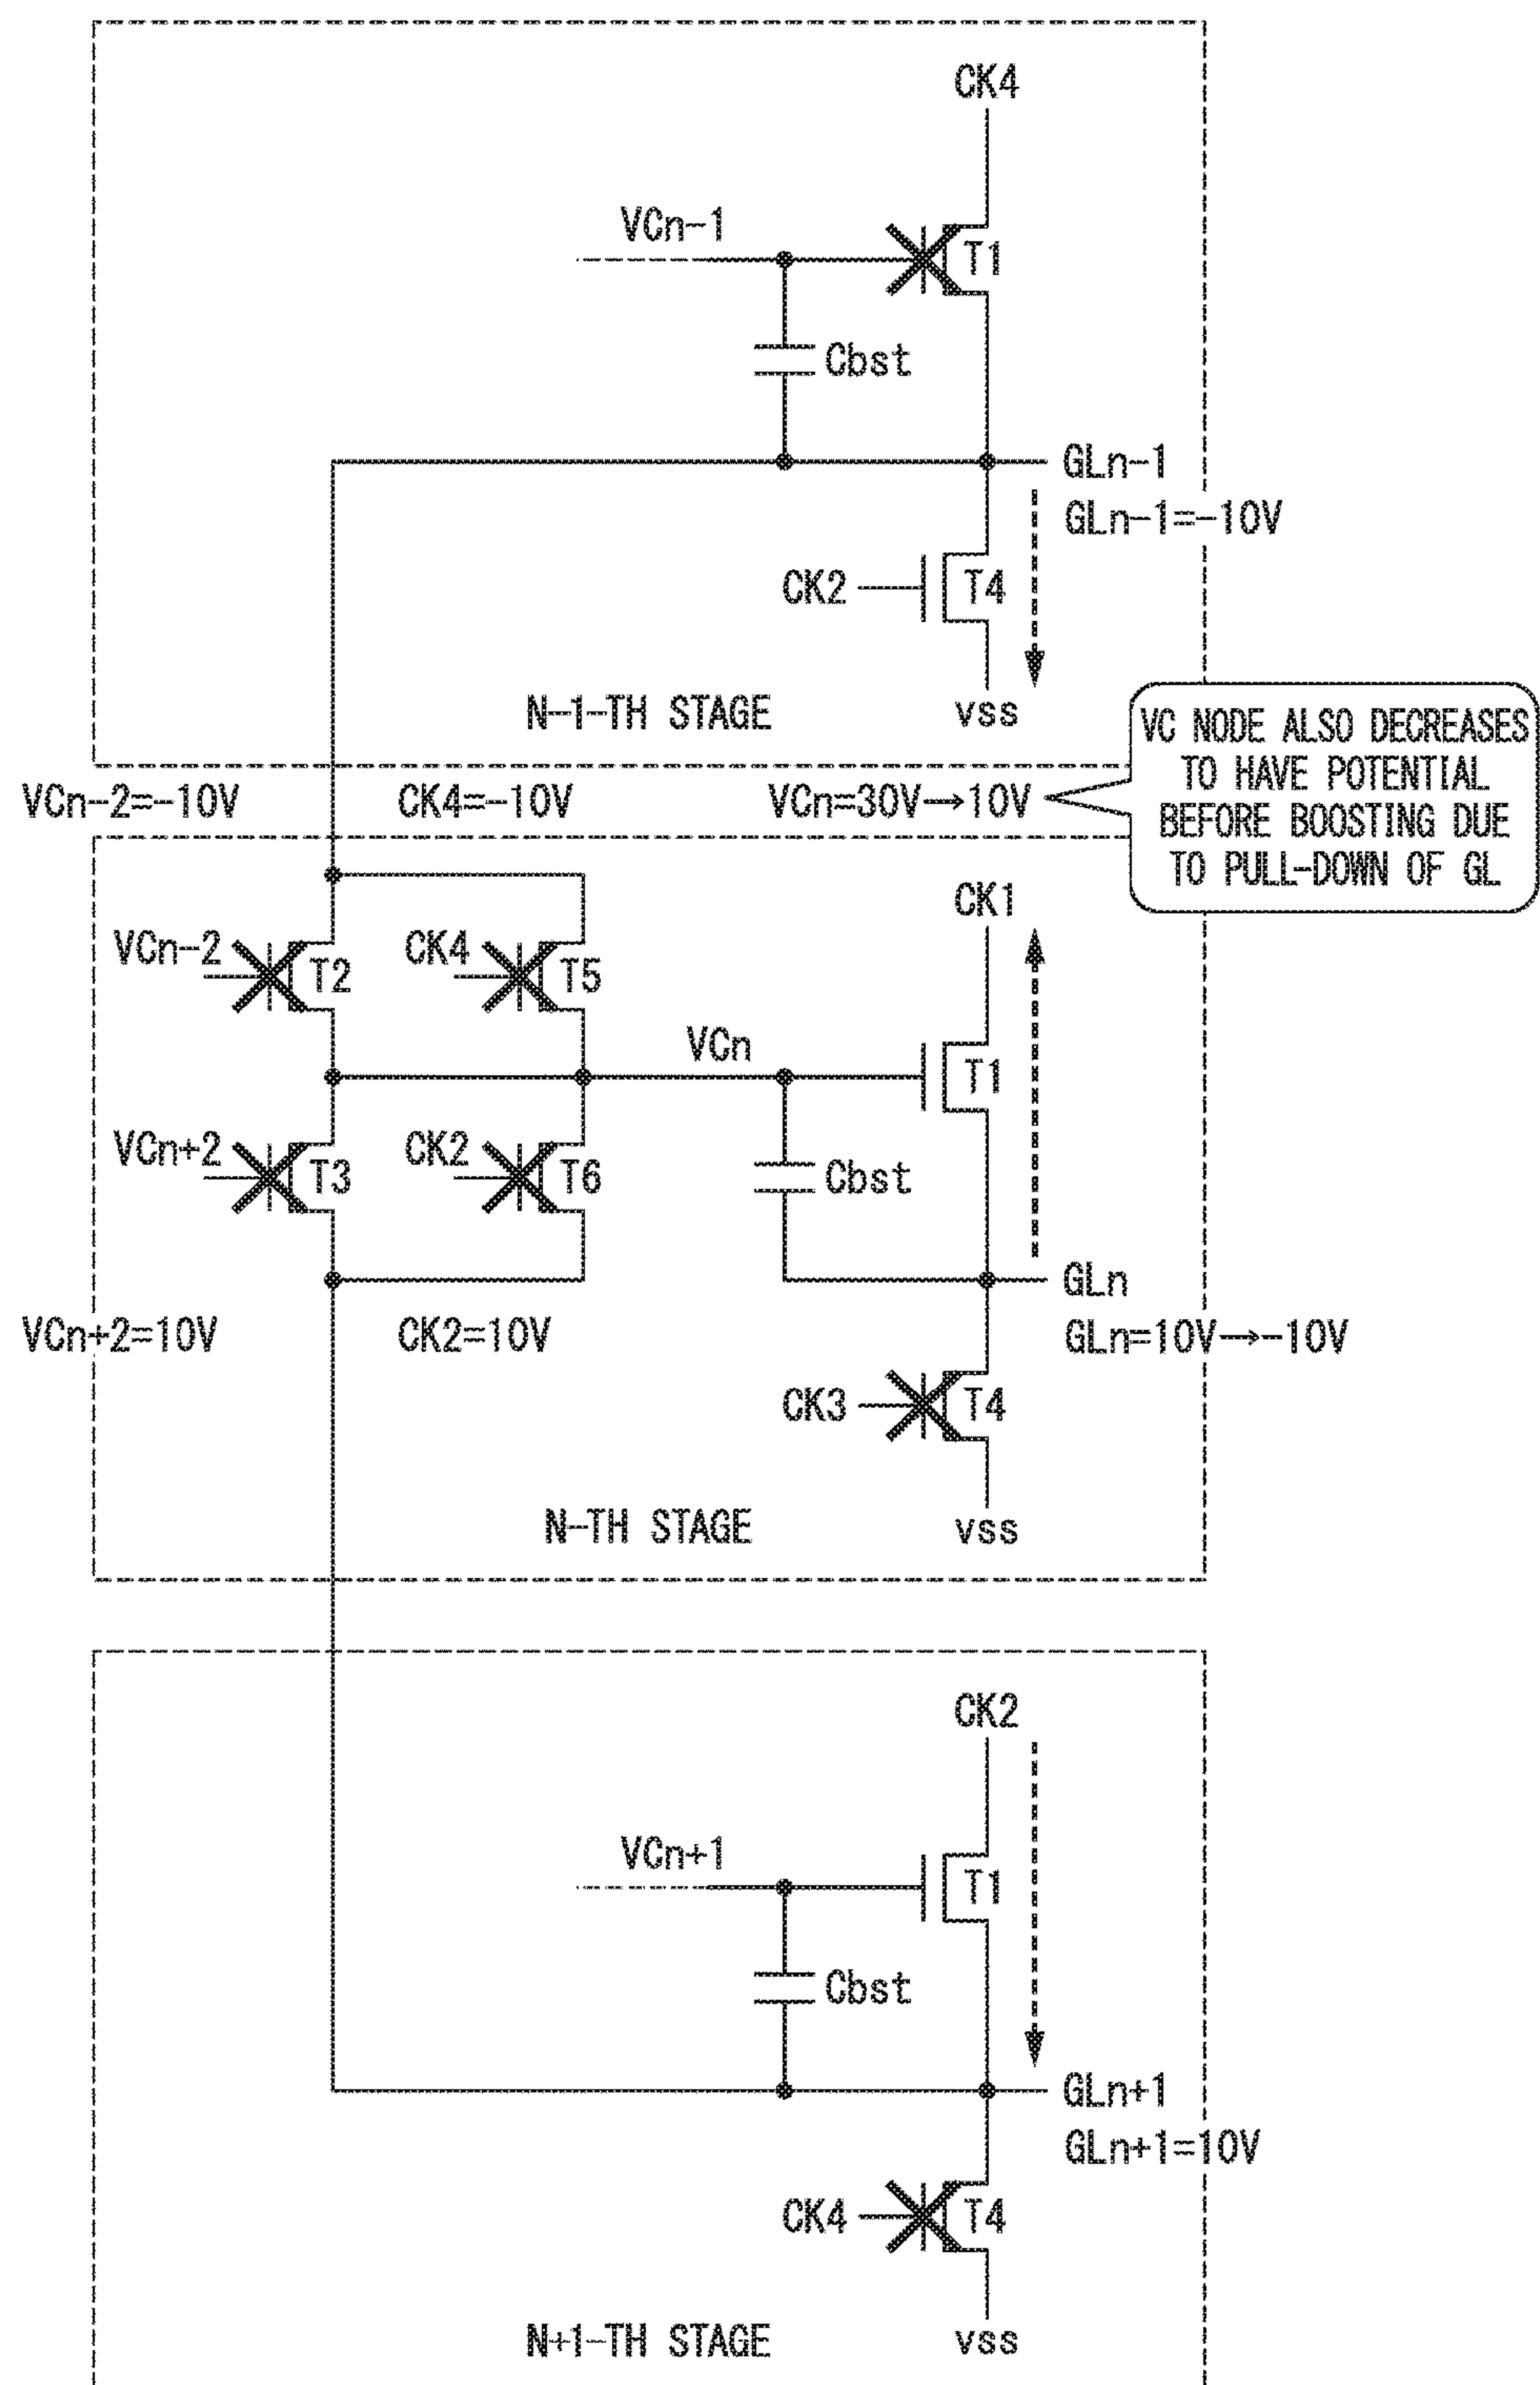 CK4
VCn-1
T1
Cbst
GLn-1
GLn-1=-10V
CK2
T4
N-1-TH STAGE
vss
VC NODE ALSO DECREASES
TO HAVE POTENTIAL
BEFORE BOOSTING DUE
TO PULL-DOWN OF GL
VCn-2=-10V
CK4=-10V
VCn=30V→10V
CK1
VCn-2
T2
CK4
T5
VCn
T1
VCn+2
T3
CK2
T6
Cbst
GLn
VCn+2=10V
CK2=10V
GLn=10V→-10V
CK3
T4
N-TH STAGE
vss
CK2
VCn+1
T1
Cbst
GLn+1
GLn+1=10V
CK4
T4
N+1-TH STAGE
vss